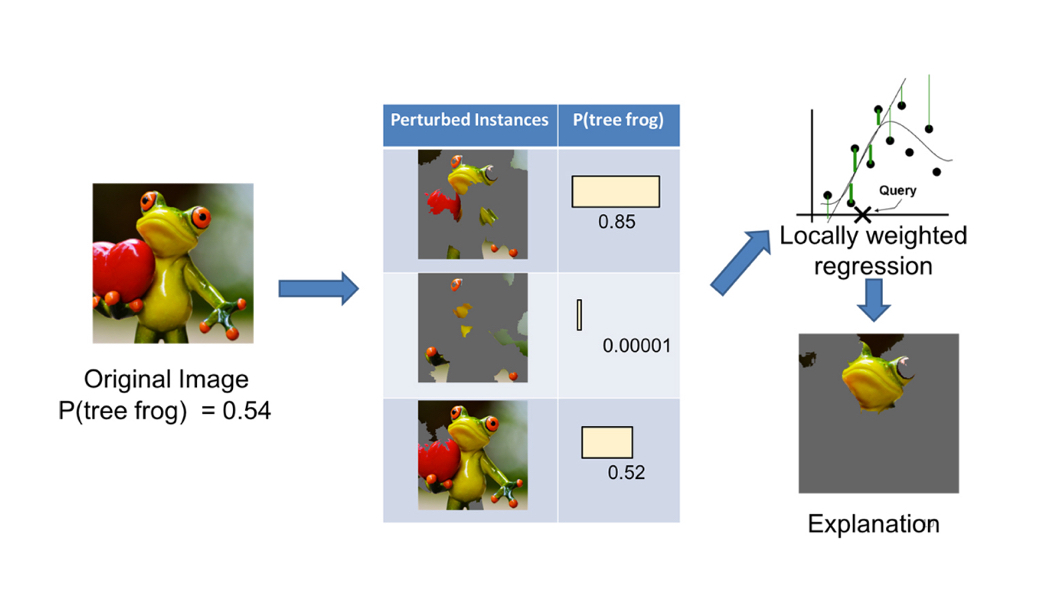 Perturbed Instances P(tree frog)
0.85
0.00001
0.52
Original Image
P(tree frog) = 0.54
Query
Locally weighted
regression
Explanation